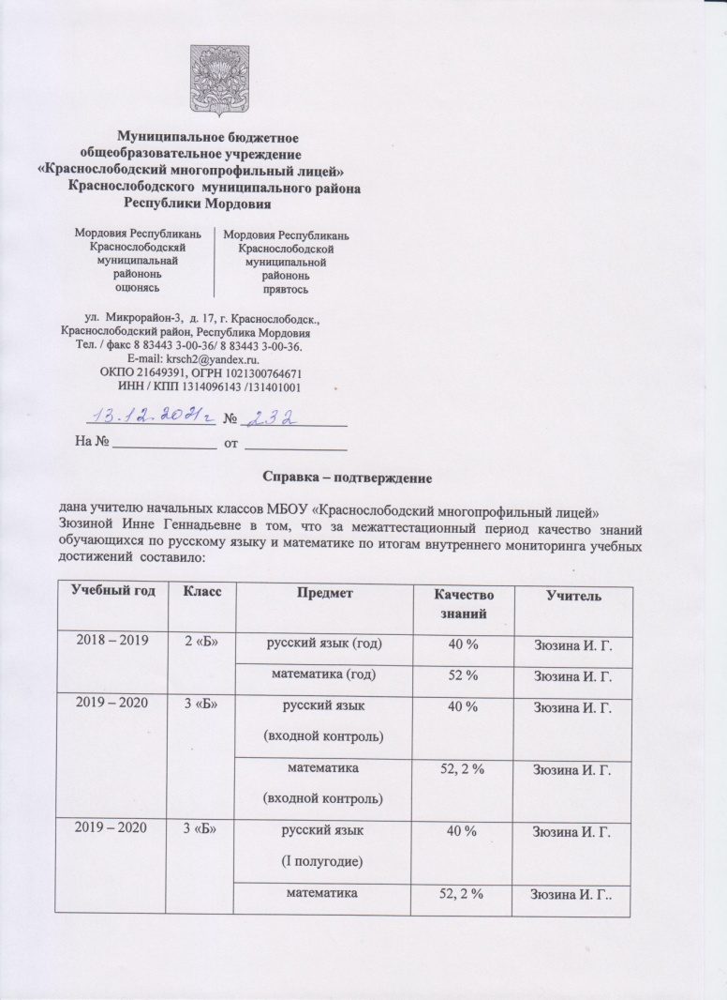 Муниципальное бюджетное
общеобразовательное учреждение
«Краснослободский многопрофильный лицей»
Краснослободского муниципального района
Республики Мордовия
Мордовия Республикань
Краснослободскяй
муниципальнай
районооь
оцюнясь
Мордовия Республикань
Краснослободской
муниципальной
районооь
прявтось
ул. Микрорайон-3, д. 17, г. Краснослободск.,
Краснослободский район, Республика Мордовия
Тел. / факс 8 83443 3-00-36/ 8 83443 3-00-36.
E-mail: krsch2@yandex.ru.
ОКПО 21649391, ОГРН 1021300764671
ИНН / КПП 1314096143 /131401001
13.12.2021 г № 232
На № ________________ от ________________
Справка – подтверждение
дана учителю начальных классов МБОУ «Краснослободский многопрофильный лицей»
Зюзиной Инне Геннадьевне в том, что за межаттестационный период качество знаний
обучающихся по русскому языку и математике по итогам внутреннего мониторинга учебных
достижений составило:
Учебный год Класс Предмет Качество знаний Учитель
2018 – 2019 2 «Б» русский язык (год) 40 % Зюзина И. Г.
математика (год) 52 % Зюзина И. Г.
2019 – 2020 3 «Б» русский язык 40 % Зюзина И. Г.
(входной контроль)
математика 52, 2 % Зюзина И. Г.
(входной контроль)
2019 – 2020 3 «Б» русский язык 40 % Зюзина И. Г.
(I полугодие)
математика 52, 2 % Зюзина И. Г..